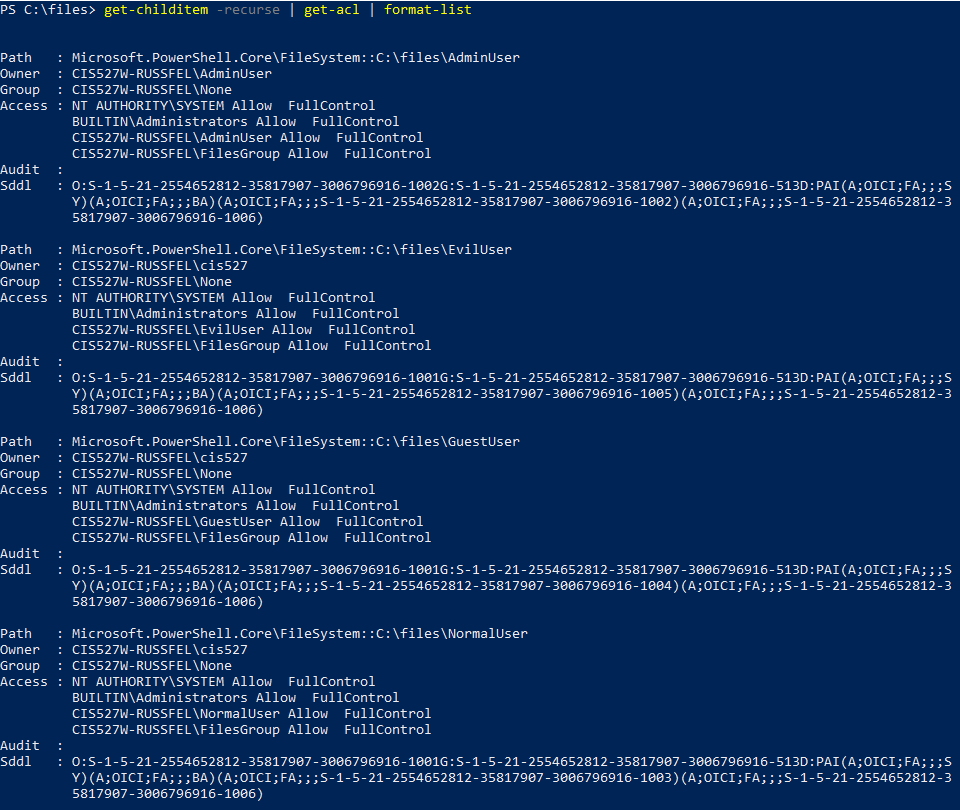 PS C:\files> get-childitem -recurse | get-acl | format-list
Path   : Microsoft.PowerShell.Core\FileSystem::C:\files\AdminUser
Owner  : CIS527W-RUSSFEL\AdminUser
Group  : CIS527W-RUSSFEL\None
Access : NT AUTHORITY\SYSTEM Allow  FullControl
         BUILTIN\Administrators Allow  FullControl
         CIS527W-RUSSFEL\AdminUser Allow  FullControl
         CIS527W-RUSSFEL\FilesGroup Allow  FullControl
Audit  :
Sddl   : O:S-1-5-21-2554652812-35817907-3006796916-1002G:S-1-5-21-2554652812-35817907-3006796916-513D:PAI(A;OICI;FA;;;S
         Y)(A;OICI;FA;;;BA)(A;OICI;FA;;;S-1-5-21-2554652812-35817907-3006796916-1002)(A;OICI;FA;;;S-1-5-21-2554652812-3
         5817907-3006796916-1006)
Path   : Microsoft.PowerShell.Core\FileSystem::C:\files\EvilUser
Owner  : CIS527W-RUSSFEL\cis527
Group  : CIS527W-RUSSFEL\None
Access : NT AUTHORITY\SYSTEM Allow  FullControl
         BUILTIN\Administrators Allow  FullControl
         CIS527W-RUSSFEL\EvilUser Allow  FullControl
         CIS527W-RUSSFEL\FilesGroup Allow  FullControl
Audit  :
Sddl   : O:S-1-5-21-2554652812-35817907-3006796916-1001G:S-1-5-21-2554652812-35817907-3006796916-513D:PAI(A;OICI;FA;;;S
         Y)(A;OICI;FA;;;BA)(A;OICI;FA;;;S-1-5-21-2554652812-35817907-3006796916-1005)(A;OICI;FA;;;S-1-5-21-2554652812-3
         5817907-3006796916-1006)
Path   : Microsoft.PowerShell.Core\FileSystem::C:\files\GuestUser
Owner  : CIS527W-RUSSFEL\cis527
Group  : CIS527W-RUSSFEL\None
Access : NT AUTHORITY\SYSTEM Allow  FullControl
         BUILTIN\Administrators Allow  FullControl
         CIS527W-RUSSFEL\GuestUser Allow  FullControl
         CIS527W-RUSSFEL\FilesGroup Allow  FullControl
Audit  :
Sddl   : O:S-1-5-21-2554652812-35817907-3006796916-1001G:S-1-5-21-2554652812-35817907-3006796916-513D:PAI(A;OICI;FA;;;S
         Y)(A;OICI;FA;;;BA)(A;OICI;FA;;;S-1-5-21-2554652812-35817907-3006796916-1004)(A;OICI;FA;;;S-1-5-21-2554652812-3
         5817907-3006796916-1006)
Path   : Microsoft.PowerShell.Core\FileSystem::C:\files\NormalUser
Owner  : CIS527W-RUSSFEL\cis527
Group  : CIS527W-RUSSFEL\None
Access : NT AUTHORITY\SYSTEM Allow  FullControl
         BUILTIN\Administrators Allow  FullControl
         CIS527W-RUSSFEL\NormalUser Allow  FullControl
         CIS527W-RUSSFEL\FilesGroup Allow  FullControl
Audit  :
Sddl   : O:S-1-5-21-2554652812-35817907-3006796916-1001G:S-1-5-21-2554652812-35817907-3006796916-513D:PAI(A;OICI;FA;;;S
         Y)(A;OICI;FA;;;BA)(A;OICI;FA;;;S-1-5-21-2554652812-35817907-3006796916-1003)(A;OICI;FA;;;S-1-5-21-2554652812-3
         5817907-3006796916-1006)